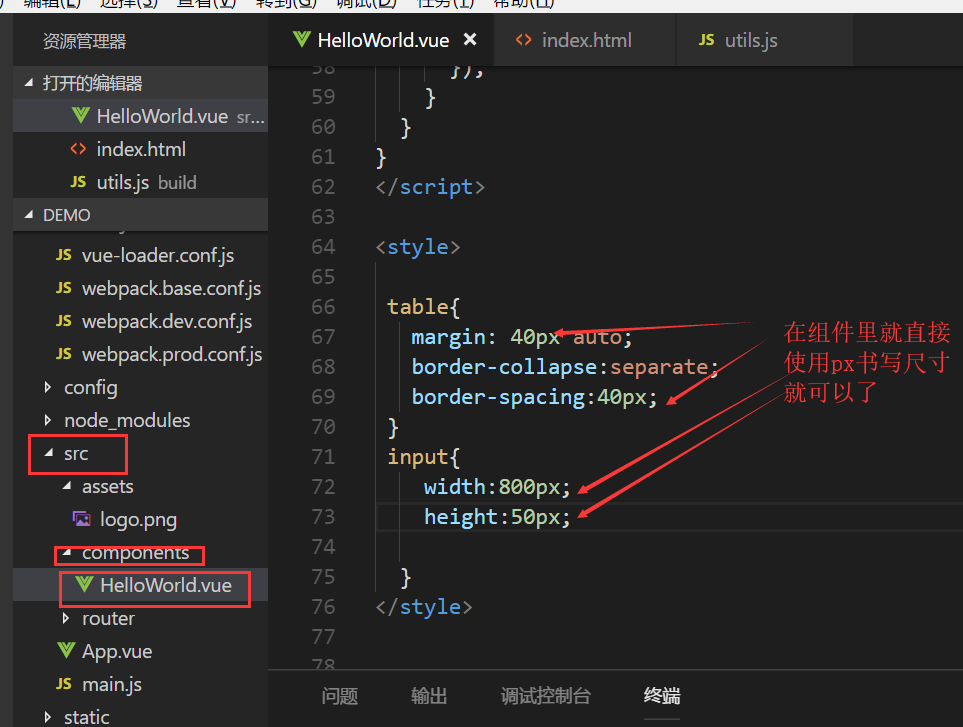 编辑(E) 选择(S) 查看(V) 转到(G) 调试(D) 任务(T) 帮助(H)
资源管理器
HelloWorld.vue ×
<> index.html
JS utils.js
打开的编辑器
HelloWorld.vue sr...
<> index.html
JS utils.js build
DEMO
JS vue-loader.conf.js
JS webpack.base.conf.js
JS webpack.dev.conf.js
JS webpack.prod.conf.js
config
node_modules
src
assets
logo.png
components
HelloWorld.vue
router
App.vue
JS main.js
static
58 });
59 }
60 }
61 }
62 </script>
63
64 <style>
65
66 table{
67 margin: 40px auto;
68 border-collapse:separate;
69 border-spacing:40px;
70 }
71 input{
72 width:800px;
73 height:50px;
74
75 }
76 </style>
77
78
在组件里就直接
使用px书写尺寸
就可以了
问题 输出 调试控制台 终端